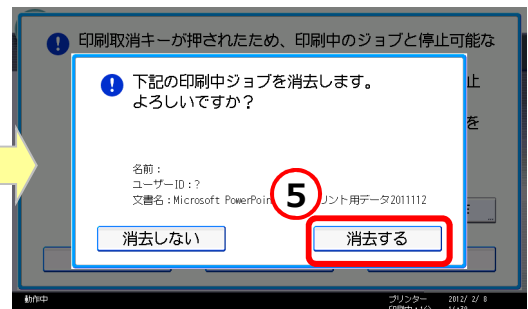 印刷取消キーが押されたため、印刷中のジョブと停止可能な
止
を
下記の印刷中ジョブを消去します。
よろしいですか？
名前：
ユーザーID：?
文書名：Microsoft PowerPoin リント用データ2011112
5
消去しない
消去する
動作中
プリンター 2012/ 2/ 8